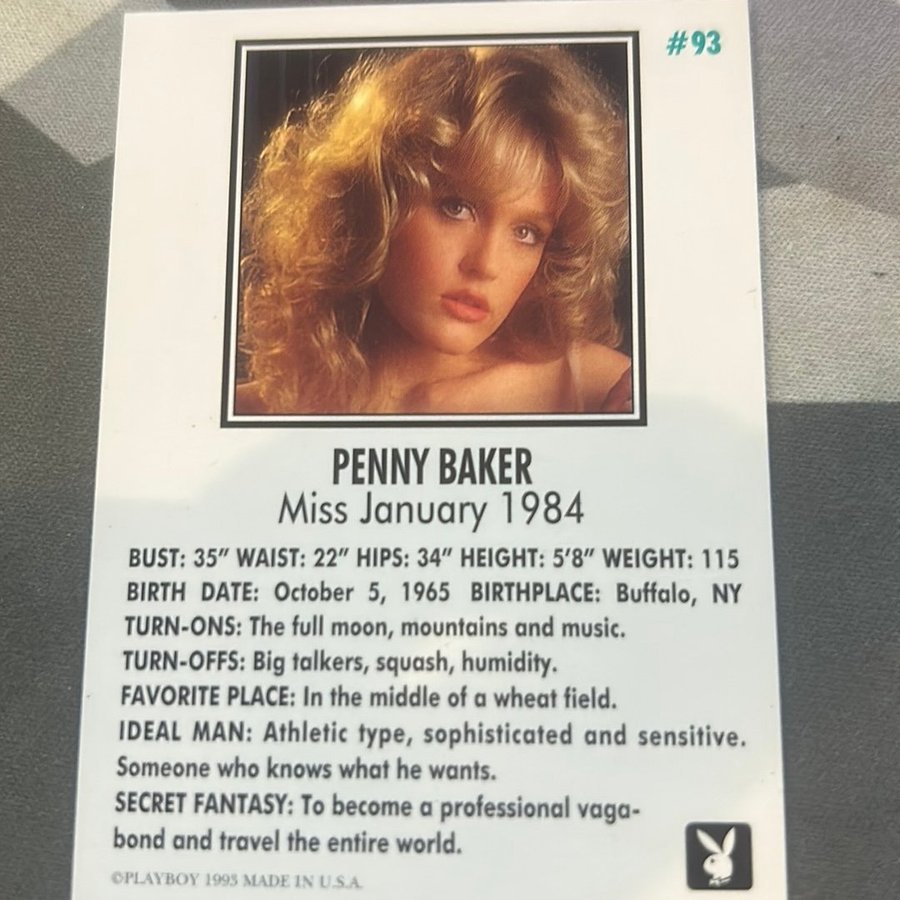 #93
PENNY BAKER
Miss January 1984
BUST: 35" WAIST: 22" HIPS: 34" HEIGHT: 5'8" WEIGHT: 115
BIRTH DATE: October 5, 1965 BIRTHPLACE: Buffalo, NY
TURN-ONS: The full moon, mountains and music.
TURN-OFFS: Big talkers, squash, humidity.
FAVORITE PLACE: In the middle of a wheat field.
IDEAL MAN: Athletic type, sophisticated and sensitive.
Someone who knows what he wants.
SECRET FANTASY: To become a professional vaga-
bond and travel the entire world.
©PLAYBOY 1995 MADE IN U.S.A.